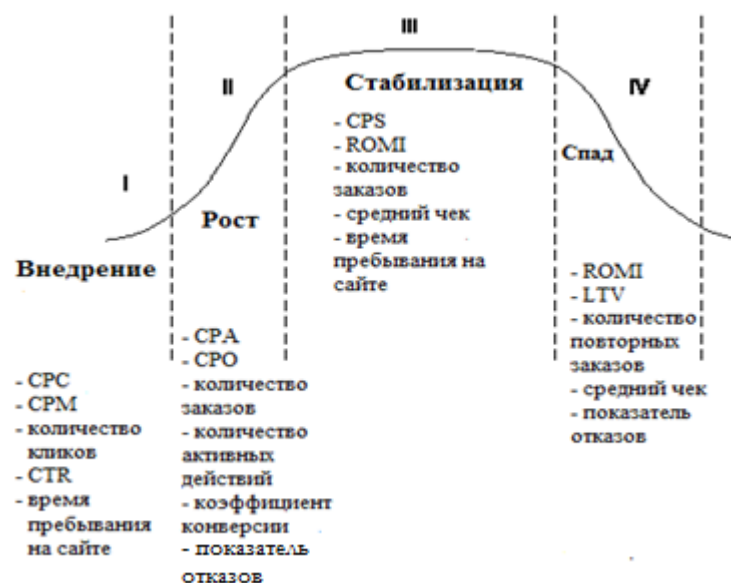 I
Внедрение
- CPC
- CPM
- количество
кликов
- CTR
- время
пребывания
на сайте
II
Рост
- CPA
- CPO
- количество
заказов
- количество
активных
действий
- коэффициент
конверсии
- показатель
отказов
III
Стабилизация
- CPS
- ROMI
- количество
заказов
- средний чек
- время
пребывания на
сайте
IV
Спад
- ROMI
- LTV
- количество
повторных
заказов
- средний чек
- показатель
отказов